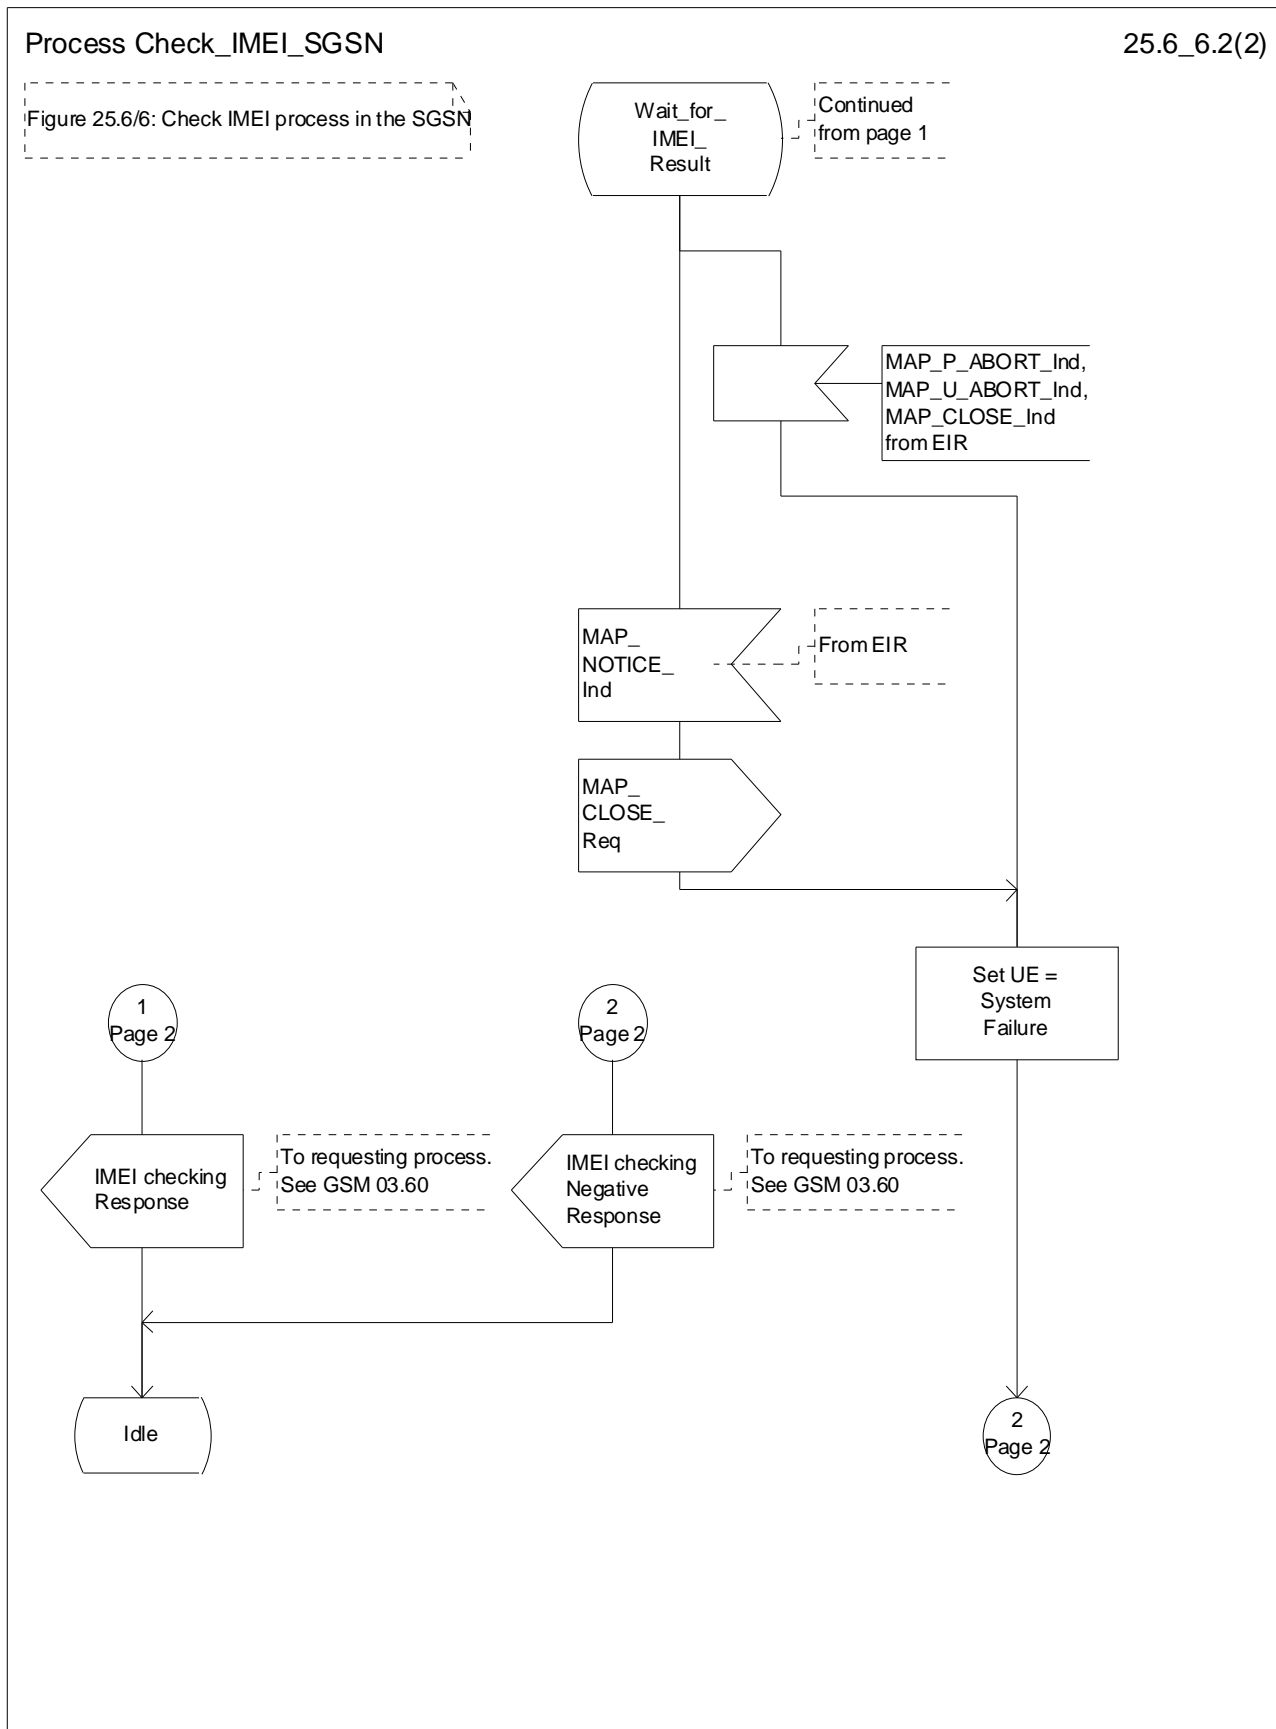 Process Check_IMEI_SGSN
25.6_6.2(2)
Figure 25.6/6: Check IMEI process in the SGSN
Wait_for_
IMEI_
Result
Continued
from page 1
MAP_P_ABORT_Ind,
MAP_U_ABORT_Ind,
MAP_CLOSE_Ind
from EIR
MAP_
NOTICE_
Ind
From EIR
MAP_
CLOSE_
Req
Set UE =
System
Failure
1
Page 2
2
Page 2
IMEI checking
Response
To requesting process.
See GSM 03.60
IMEI checking
Negative
Response
To requesting process.
See GSM 03.60
Idle
2
Page 2